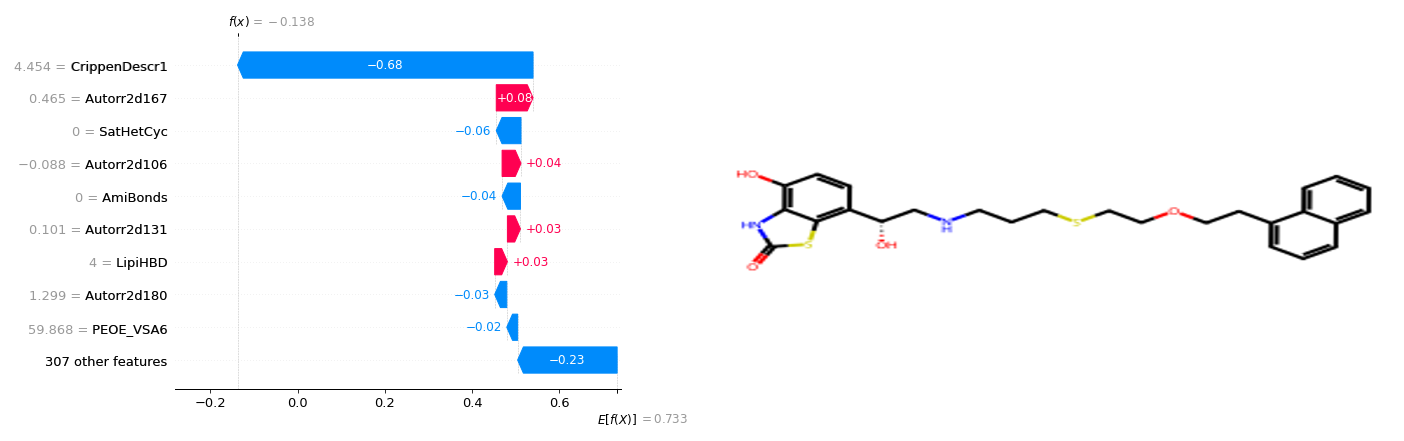 f(x) = −0.138
4.454 = CrippenDescr1
−0.68
0.465 = Autorr2d167
+0.08
0 = SatHetCyc
−0.06
−0.088 = Autorr2d106
+0.04
0 = AmiBonds
−0.04
0.101 = Autorr2d131
+0.03
4 = LipiHBD
+0.03
1.299 = Autorr2d180
−0.03
59.868 = PEOE_VSA6
−0.02
307 other features
−0.23
−0.2 0.0 0.2 0.4 0.6
E[f(X)] = 0.733
HO
HN
O
S
OH
N
H
S
O